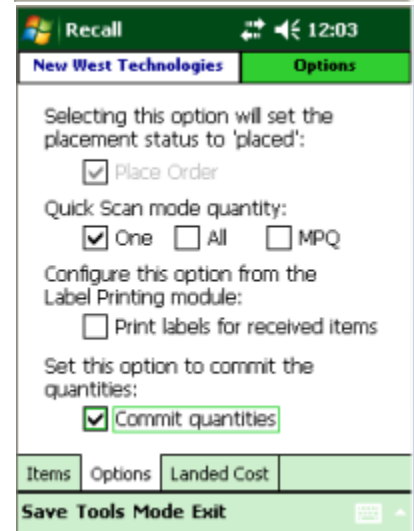 Recall 12:03
New West Technologies Options
Selecting this option will set the
placement status to 'placed':
Place Order
Quick Scan mode quantity:
One All MPQ
Configure this option from the
Label Printing module:
Print labels for received items
Set this option to commit the
quantities:
Commit quantities
Items Options Landed Cost
Save Tools Mode Exit